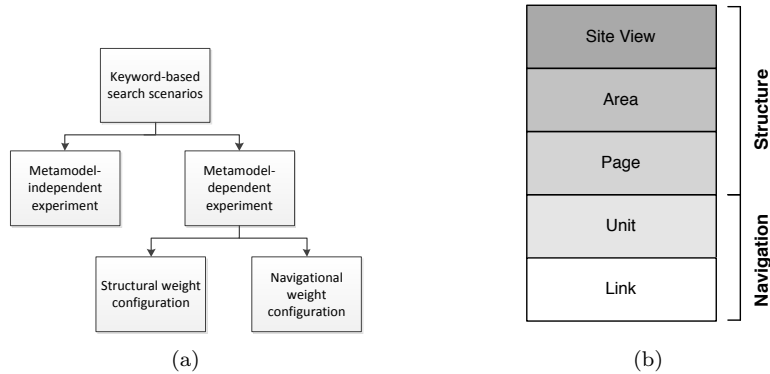 Keyword-based
search scenarios
Metamodel-
independent
experiment
Metamodel-
dependent
experiment
Structural weight
configuration
Navigational
weight
configuration
(a)
Site View
Area
Page
Unit
Link
Structure
Navigation
(b)